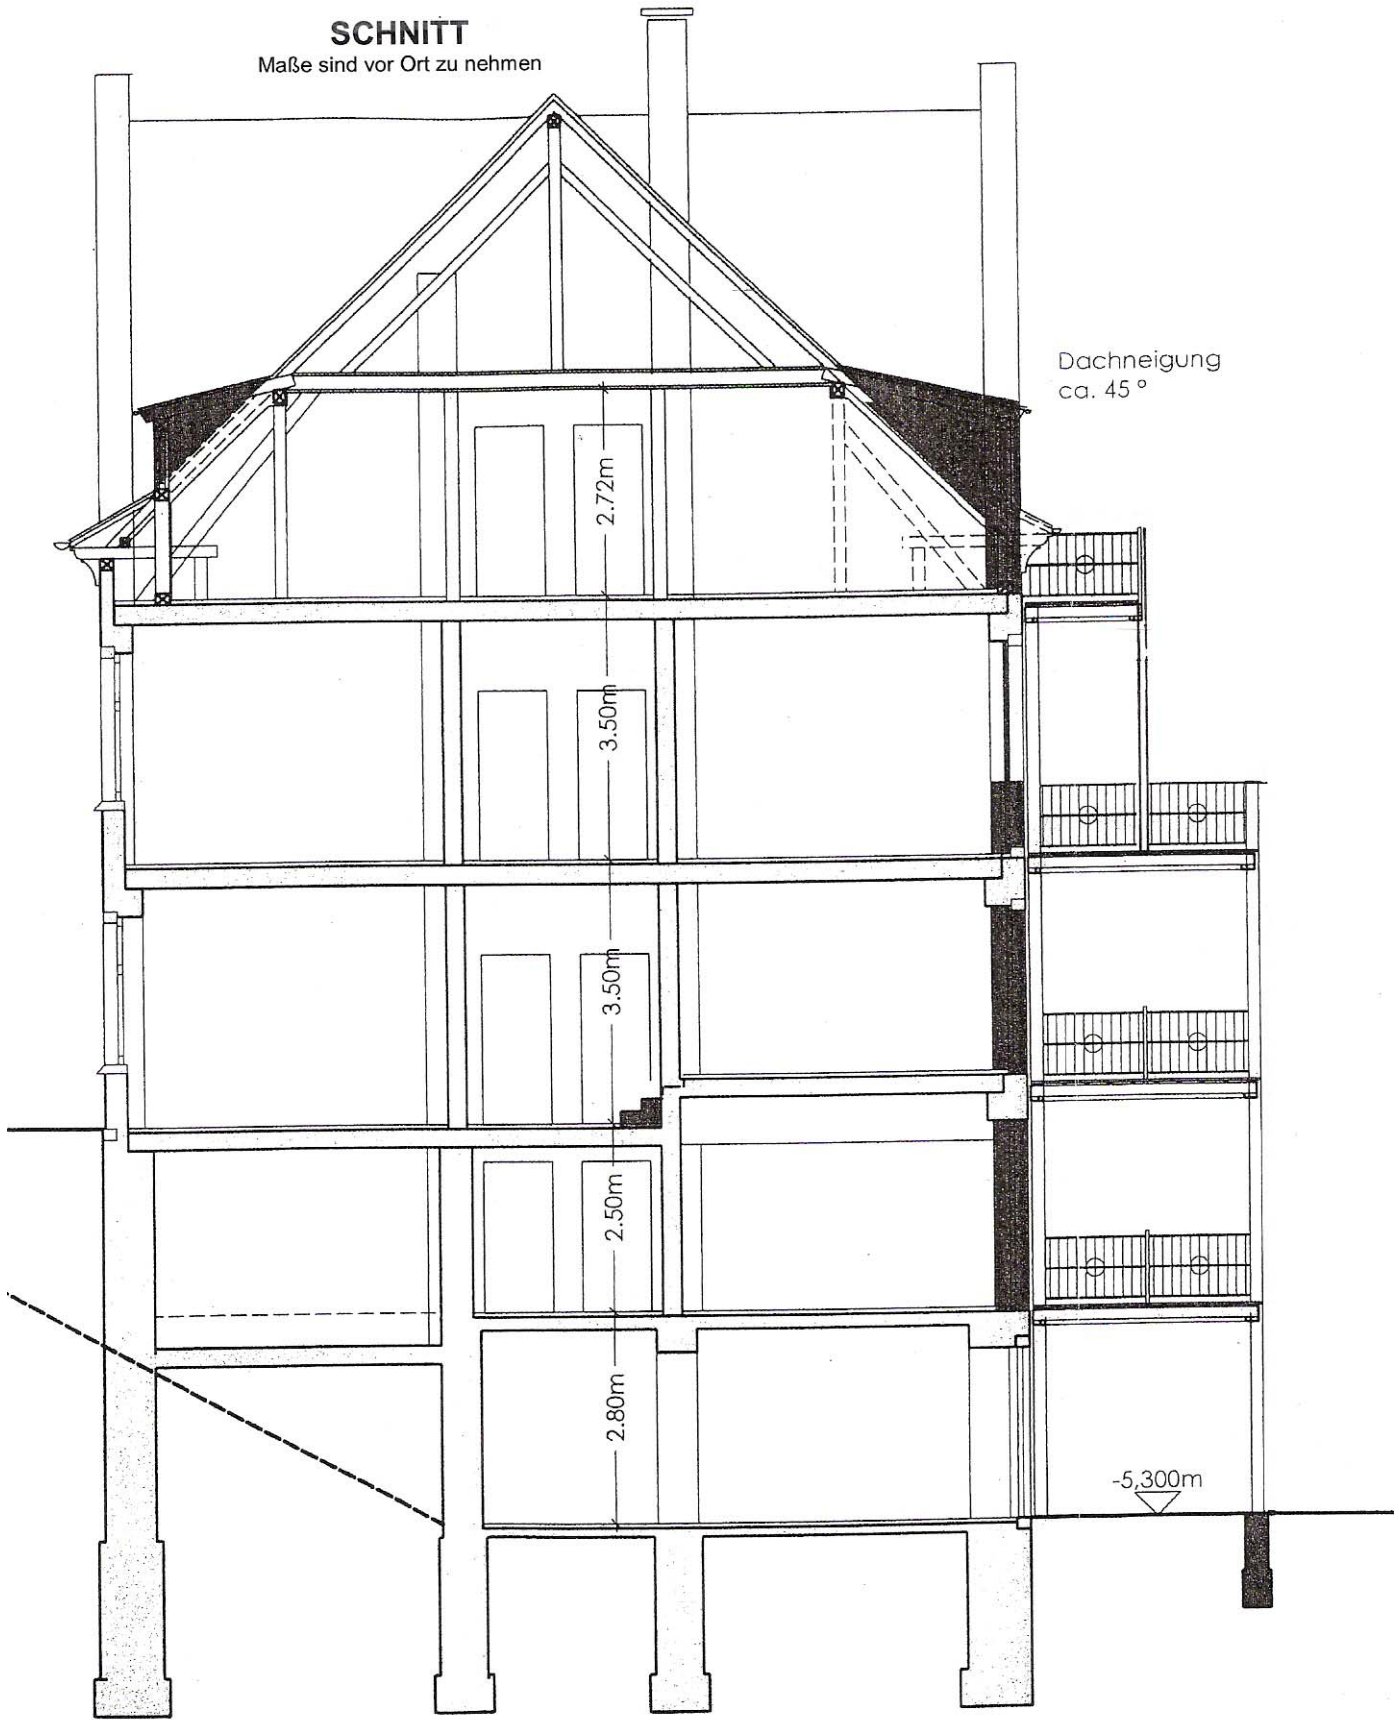 SCHNITT
Maße sind vor Ort zu nehmen
Dachneigung
ca. 45 °
2.72m
3.50m
3.50m
2.50m
2.80m
-5,300m